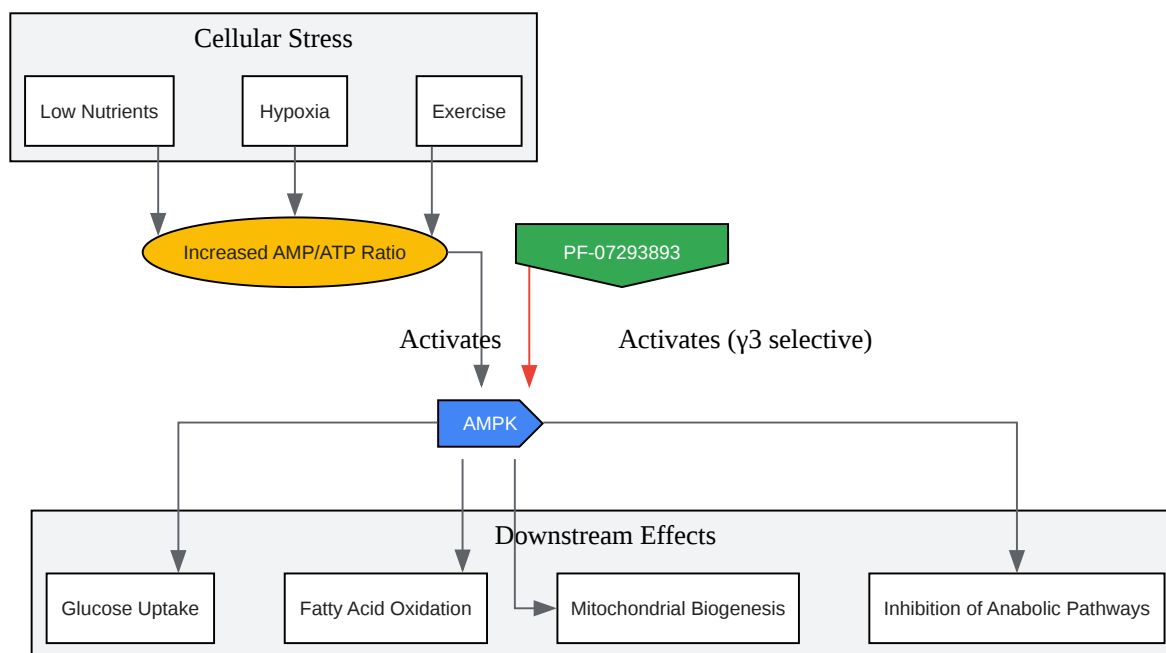 Cellular Stress
Low Nutrients
Hypoxia
Exercise
Increased AMP/ATP Ratio
PF-07293893
Activates
Activates (γ3 selective)
AMPK
Downstream Effects
Glucose Uptake
Fatty Acid Oxidation
Mitochondrial Biogenesis
Inhibition of Anabolic Pathways